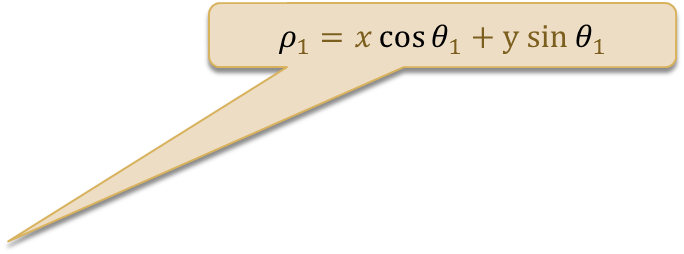 ρ₁ = x cos θ₁ + y sin θ₁